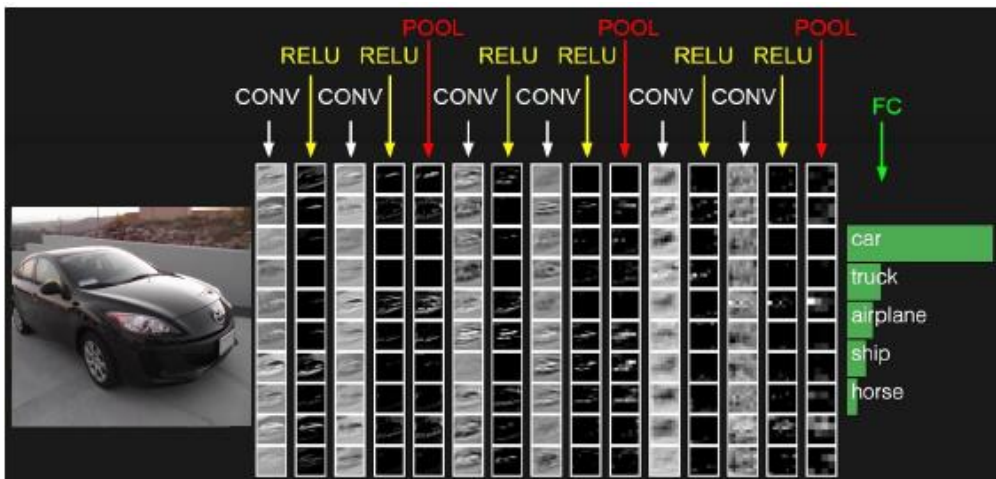 POOL POOL POOL
RELU RELU RELU RELU RELU RELU
CONV CONV CONV CONV CONV CONV
FC
car
truck
airplane
ship
horse